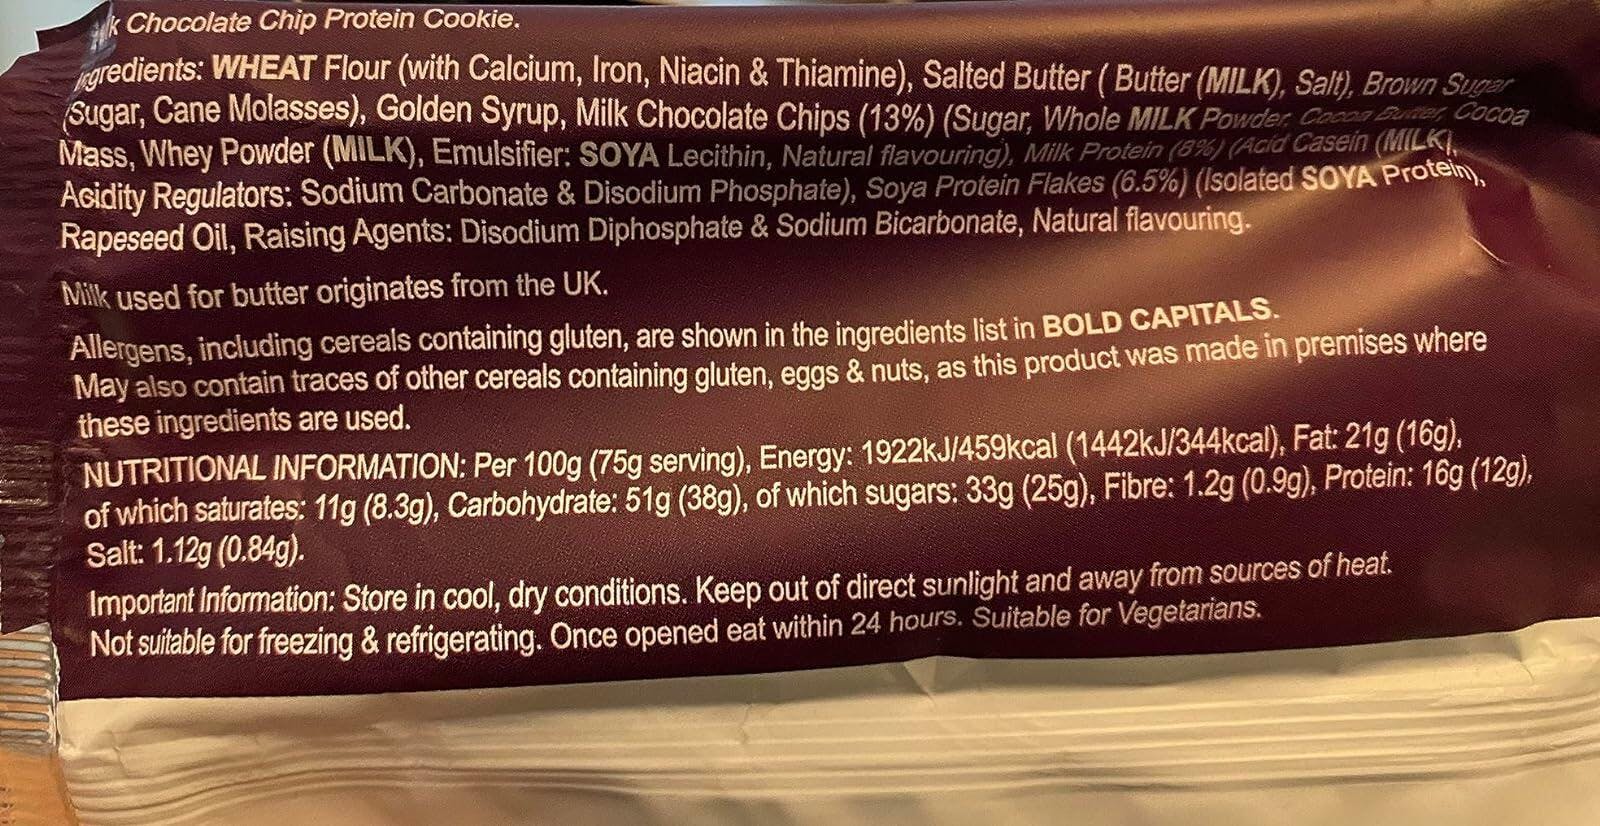 k Chocolate Chip Protein Cookie.
Ingredients: WHEAT Flour (with Calcium, Iron, Niacin & Thiamine), Salted Butter ( Butter (MILK), Salt), Brown Sugar
(Sugar, Cane Molasses), Golden Syrup, Milk Chocolate Chips (13%) (Sugar, Whole MILK Powder, Cocoa Butter, Cocoa
Mass, Whey Powder (MILK), Emulsifier: SOYA Lecithin, Natural flavouring), Milk Protein (8%) (Acid Casein (MILK),
Acidity Regulators: Sodium Carbonate & Disodium Phosphate), Soya Protein Flakes (6.5%) (Isolated SOYA Protein),
Rapeseed Oil, Raising Agents: Disodium Diphosphate & Sodium Bicarbonate, Natural flavouring.
Milk used for butter originates from the UK.
Allergens, including cereals containing gluten, are shown in the ingredients list in BOLD CAPITALS.
May also contain traces of other cereals containing gluten, eggs & nuts, as this product was made in premises where
these ingredients are used.
NUTRITIONAL INFORMATION: Per 100g (75g serving), Energy: 1922kJ/459kcal (1442kJ/344kcal), Fat: 21g (16g),
of which saturates: 11g (8.3g), Carbohydrate: 51g (38g), of which sugars: 33g (25g), Fibre: 1.2g (0.9g), Protein: 16g (12g),
Salt: 1.12g (0.84g).
Important Information: Store in cool, dry conditions. Keep out of direct sunlight and away from sources of heat.
Not suitable for freezing & refrigerating. Once opened eat within 24 hours. Suitable for Vegetarians.